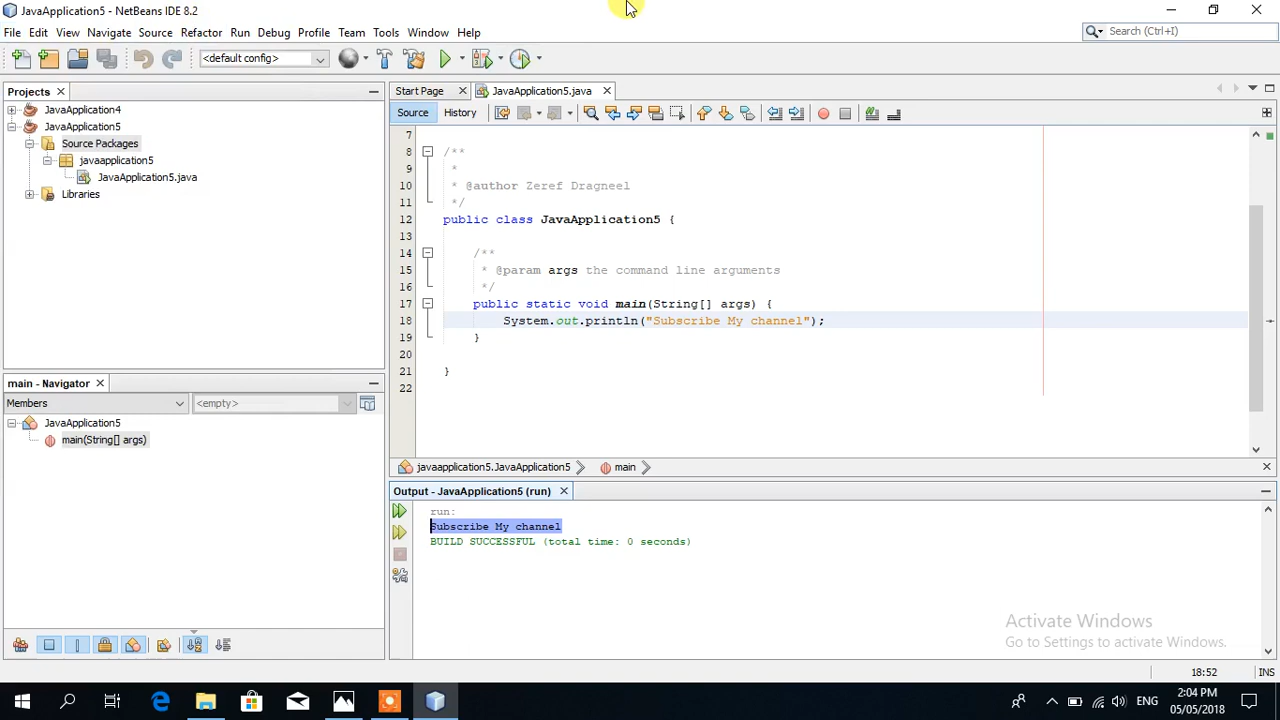 JavaApplication5 - NetBeans IDE 8.2
File Edit View Navigate Source Refactor Run Debug Profile Team Tools Window Help
Search (Ctrl+I)
<default config>
Projects
Start Page
JavaApplication5.java
JavaApplication4
JavaApplication5
Source Packages
javaapplication5
JavaApplication5.java
Libraries
Source
History
7
8 /**
9 *
10 * @author Zeref Dragneel
11 */
12 public class JavaApplication5 {
13
14 /**
15 * @param args the command line arguments
16 */
17 public static void main(String[] args) {
18 System.out.println("Subscribe My channel");
19 }
20
21 }
22
main - Navigator
Members
<empty>
JavaApplication5
main(String[] args)
javaapplication5.JavaApplication5
main
Output - JavaApplication5 (run)
run:
Subscribe My channel
BUILD SUCCESSFUL (total time: 0 seconds)
Activate Windows
Go to Settings to activate Windows.
18:52
INS
ENG
2:04 PM
05/05/2018